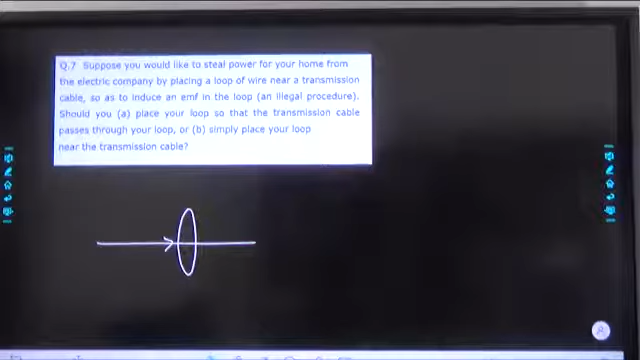 Q.7 Suppose you would like to steal power for your home from
the electric company by placing a loop of wire near a transmission
cable, so as to induce an emf in the loop (an illegal procedure).
Should you (a) place your loop so that the transmission cable
passes through your loop, or (b) simply place your loop
near the transmission cable?